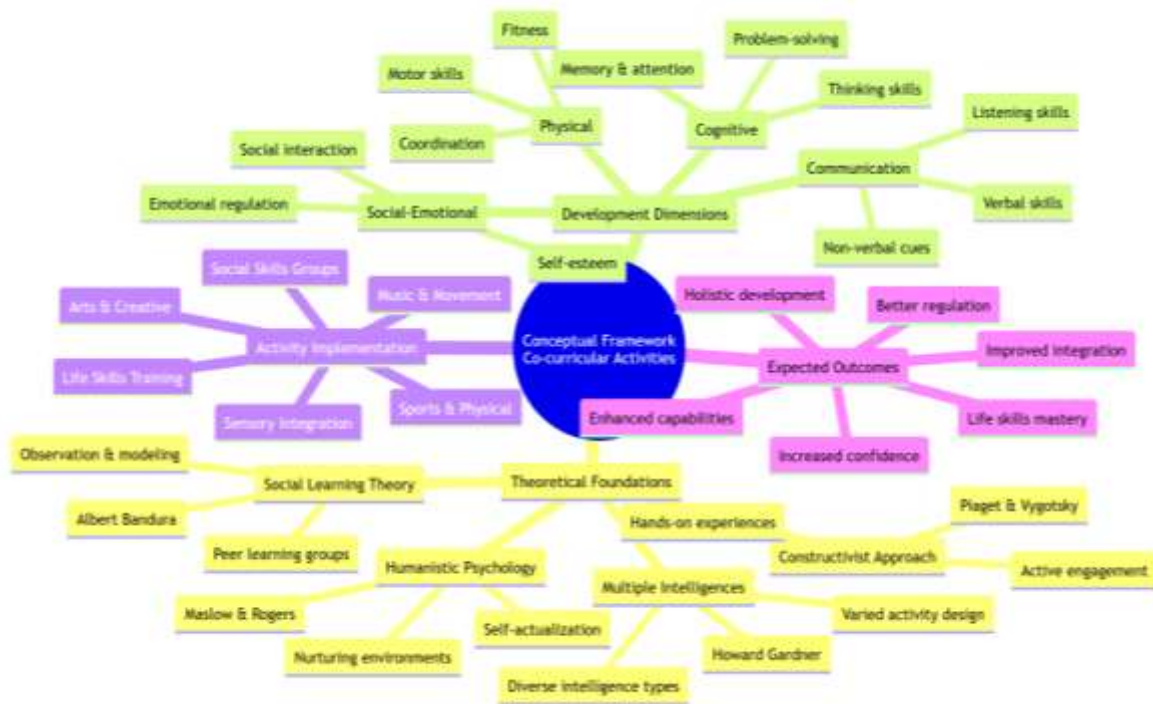 Fitness
Problem-solving
Motor skills
Memory & attention
Thinking skills
Listening skills
Physical
Cognitive
Coordination
Social interaction
Communication
Emotional regulation
Social-Emotional
Development Dimensions
Verbal skills
Non-verbal cues
Self-esteem
Social Skills Groups
Arts & Creative
Music & Movement
Activity Implementation
Life Skills Training
Sensory Integration
Sports & Physical
Conceptual Framework
Co-curricular Activities
Holistic development
Better regulation
Improved integration
Expected Outcomes
Enhanced capabilities
Life skills mastery
Increased confidence
Theoretical Foundations
Observation & modeling
Social Learning Theory
Albert Bandura
Peer learning groups
Humanistic Psychology
Maslow & Rogers
Self-actualization
Nurturing environments
Hands-on experiences
Piaget & Vygotsky
Constructivist Approach
Active engagement
Multiple Intelligences
Varied activity design
Howard Gardner
Diverse intelligence types